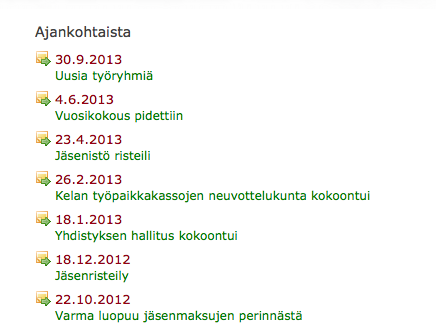 Ajankohtaista
30.9.2013
Uusia työryhmiä
4.6.2013
Vuosikokous pidettiin
23.4.2013
Jäsenistö risteili
26.2.2013
Kelan työpaikkakassojen neuvottelukunta kokoontui
18.1.2013
Yhdistyksen hallitus kokoontui
18.12.2012
Jäsenristeily
22.10.2012
Varma luopuu jäsenmaksujen perinnästä